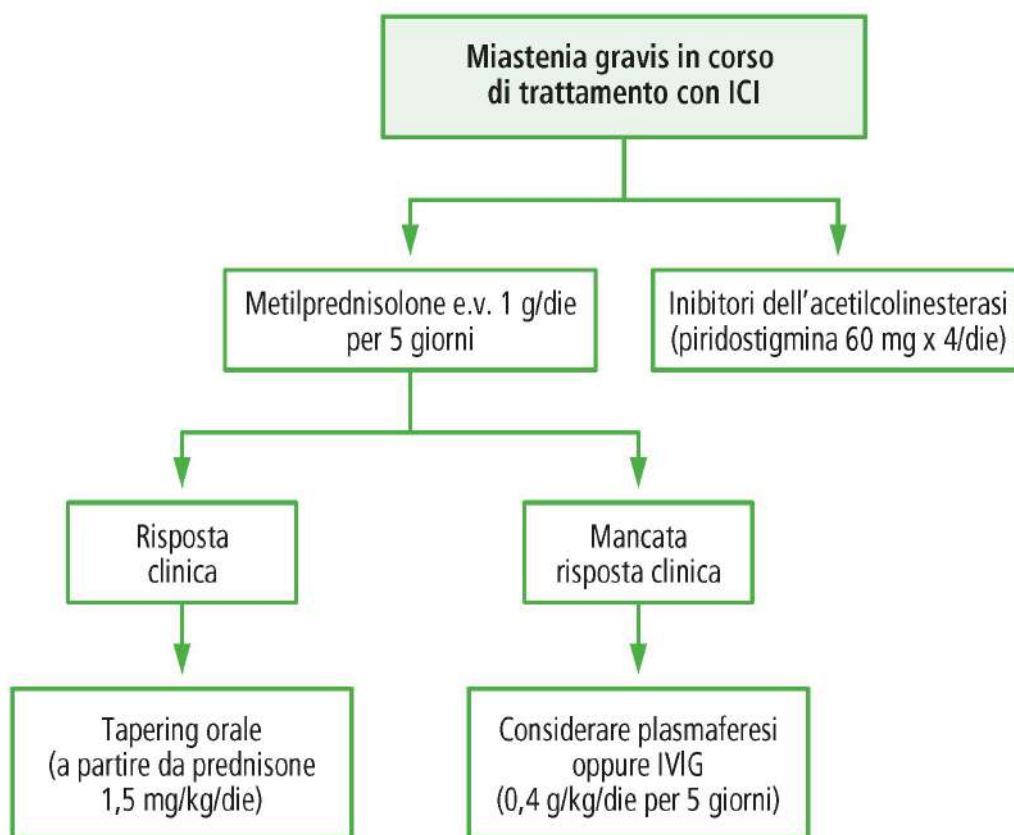 Miastenia gravis in corso
di trattamento con ICI
Metilprednisolone e.v. 1 g/die
per 5 giorni
Inibitori dell'acetilcolinesterasi
(piridostigmina 60 mg x 4/die)
Risposta
clinica
Mancata
risposta clinica
Tapering orale
(a partire da prednisone
1,5 mg/kg/die)
Considerare plasmaferesi
oppure IVIG
(0,4 g/kg/die per 5 giorni)